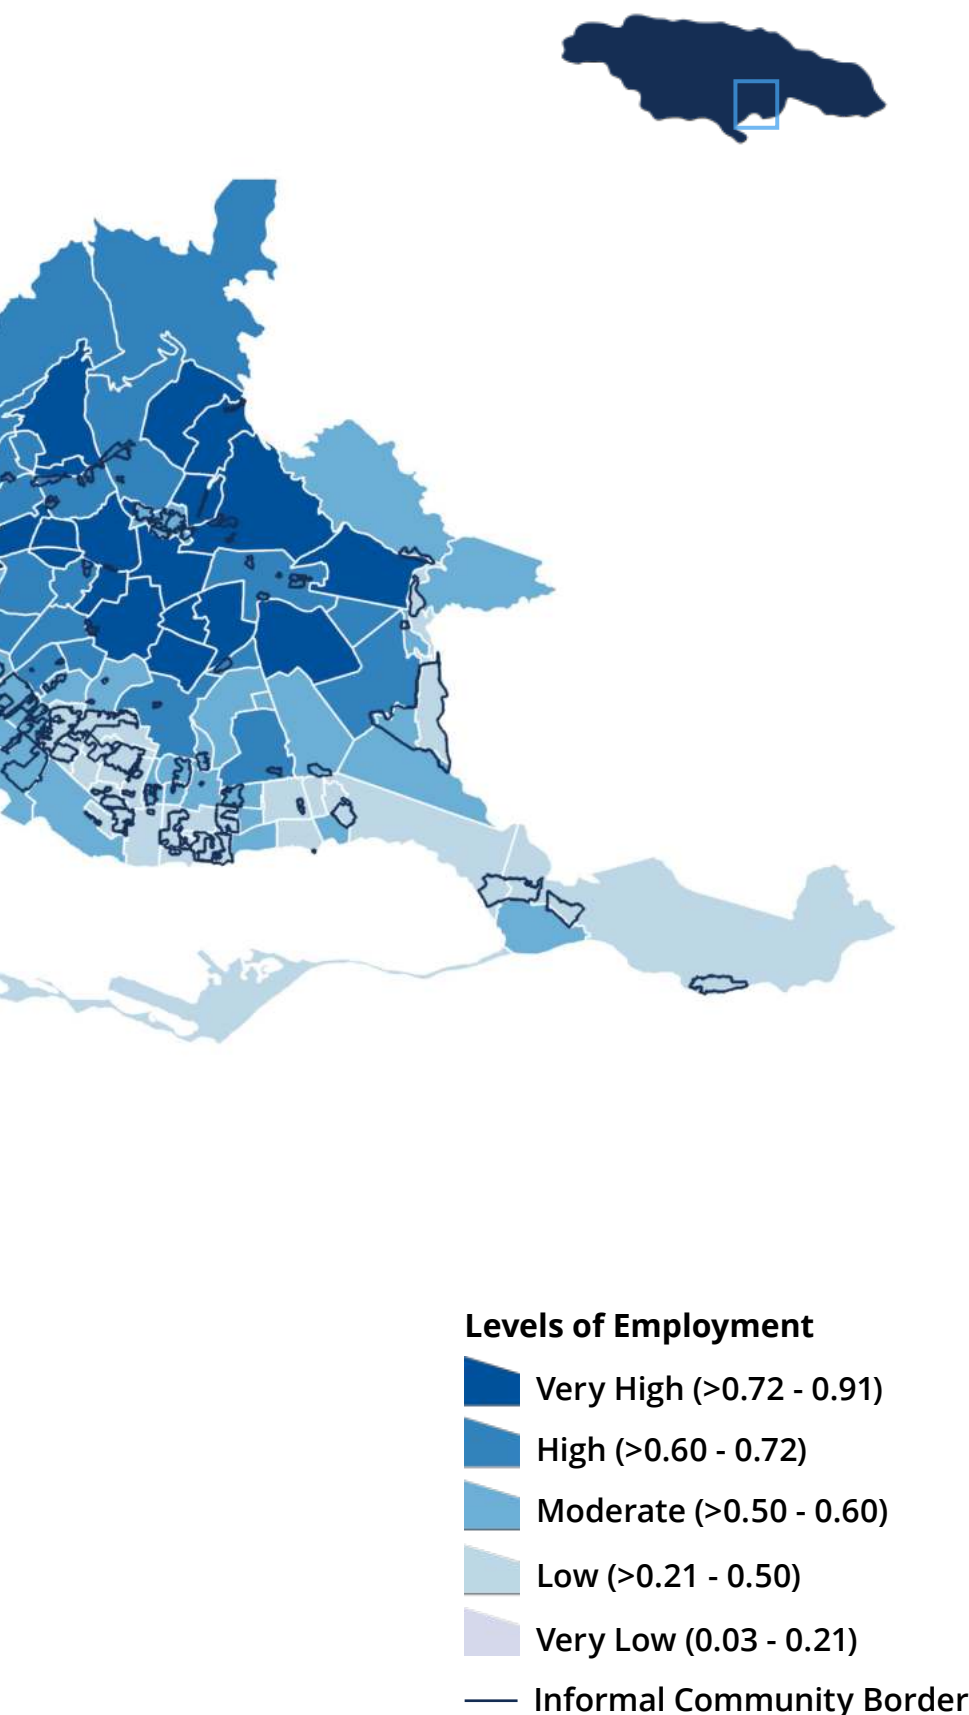 Levels of Employment
Very High (>0.72 - 0.91)
High (>0.60 - 0.72)
Moderate (>0.50 - 0.60)
Low (>0.21 - 0.50)
Very Low (0.03 - 0.21)
Informal Community Border